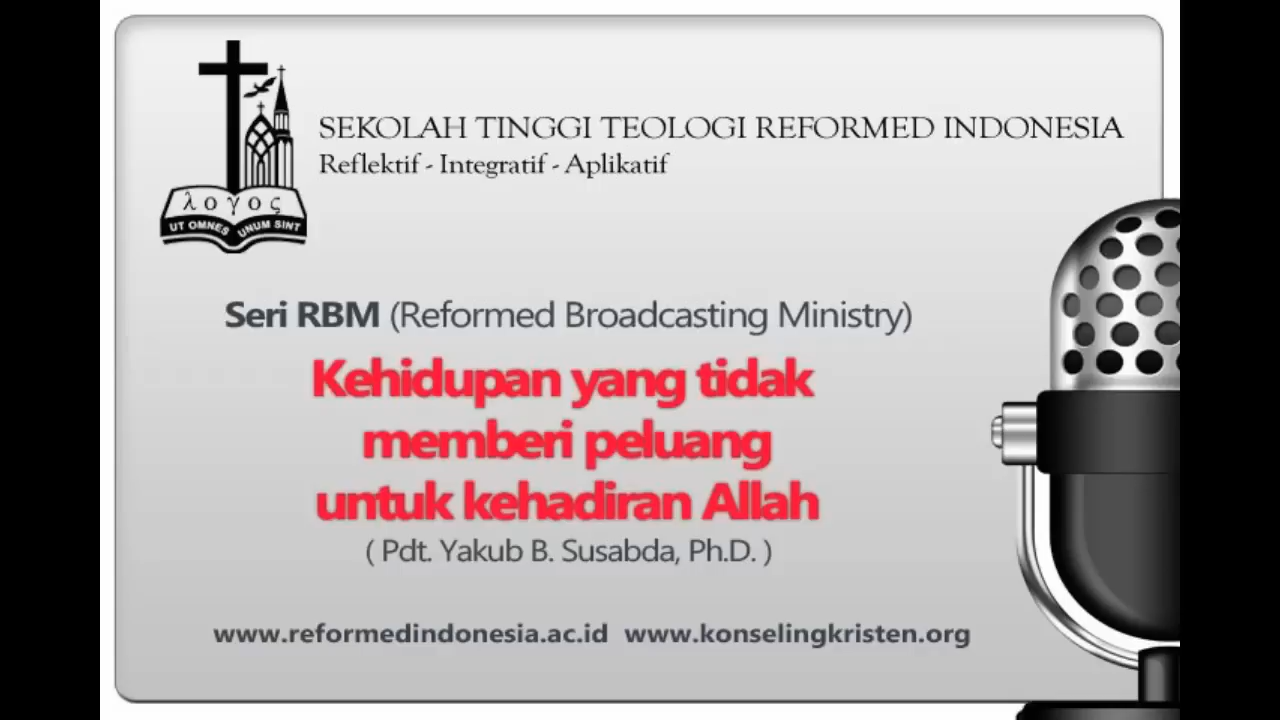 SEKOLAH TINGGI TEOLOGI REFORMED INDONESIA
Reflektif - Integratif - Aplikatif
λογος
UT OMNES UNUM SINT
Seri RBM (Reformed Broadcasting Ministry)
Kehidupan yang tidak
memberi peluang
untuk kehadiran Allah
( Pdt. Yakub B. Susabda, Ph.D. )
www.reformedindonesia.ac.id www.konselingkristen.org